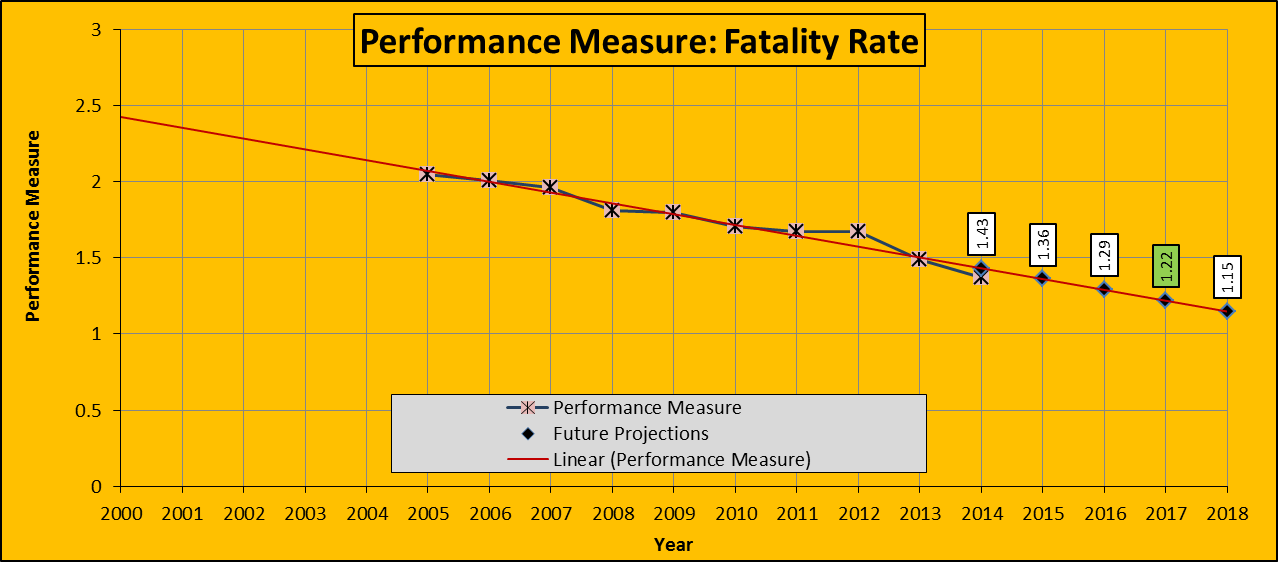 Performance Measure: Fatality Rate
3
2.5
2
1.5
1
0.5
0
Performance Measure
1.43
1.36
1.29
1.22
1.15
Performance Measure
Future Projections
Linear (Performance Measure)
2000 2001 2002 2003 2004 2005 2006 2007 2008 2009 2010 2011 2012 2013 2014 2015 2016 2017 2018
Year